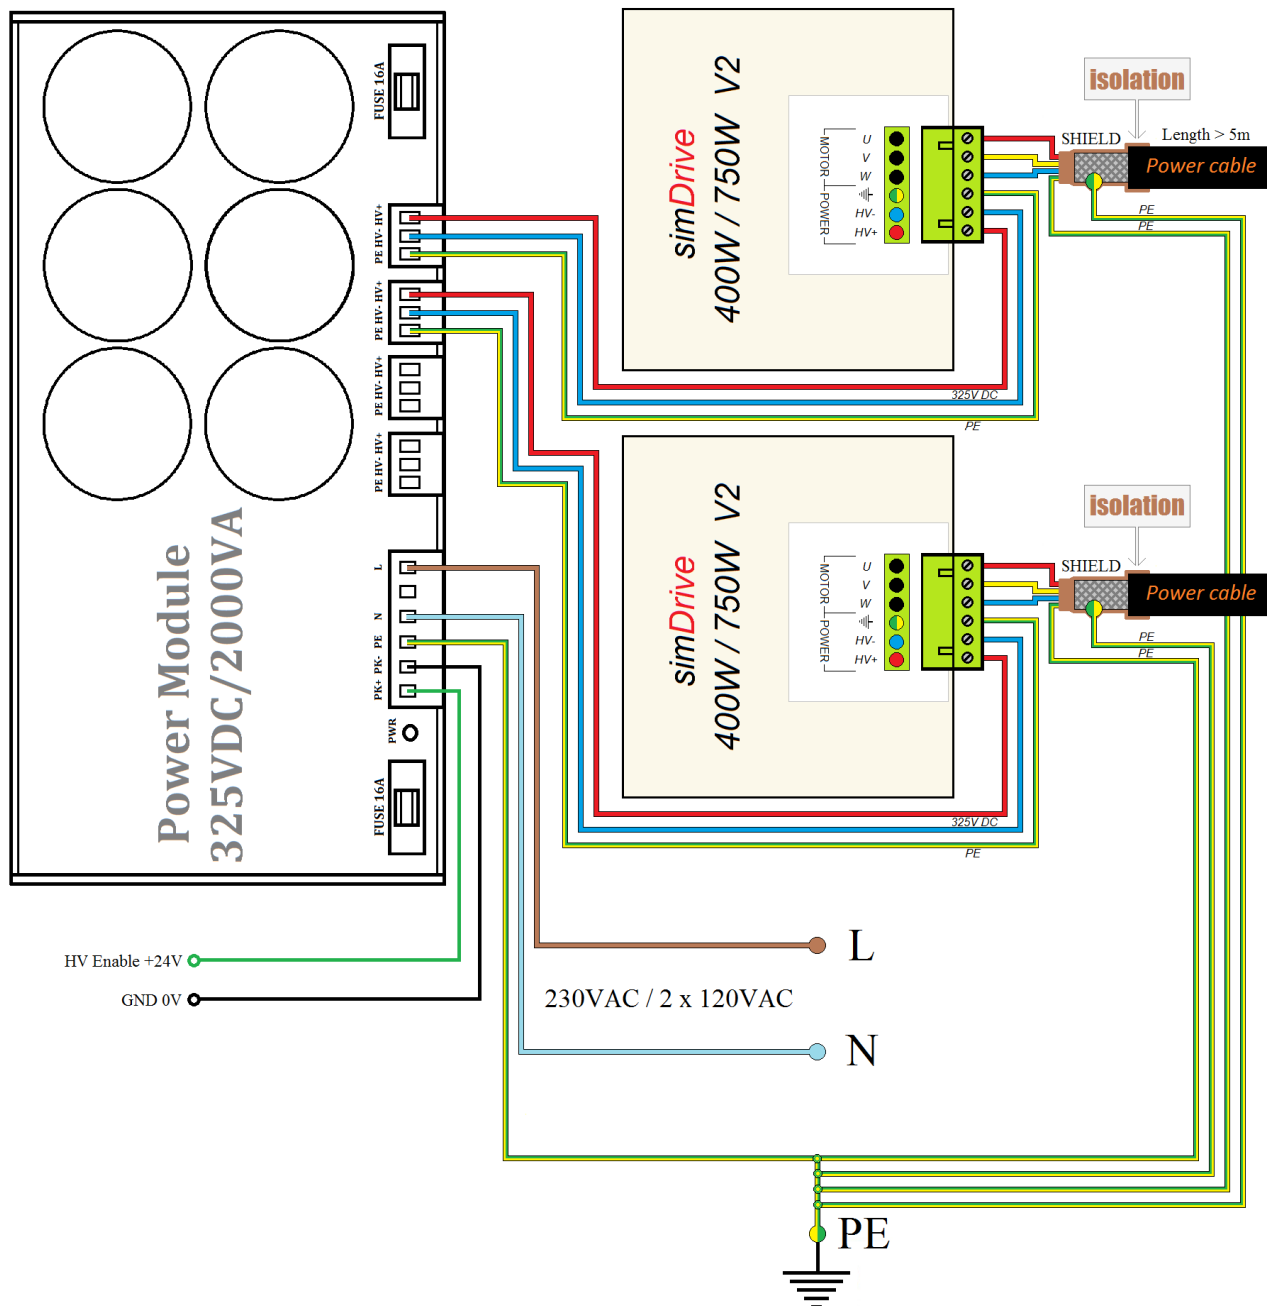 FUSE 16A
PE HV- HV+
PE HV- HV+
PE HV- HV+
PE HV- HV+
Power Module
325VDC/2000VA
L
N
PE
PK-
PK+
PWR
FUSE 16A
HV Enable +24V
GND 0V
simDrive
400W / 750W V2
MOTOR
POWER
U
V
W
HV-
HV+
isolation
SHIELD
Length > 5m
Power cable
PE
PE
325V DC
PE
simDrive
400W / 750W V2
MOTOR
POWER
U
V
W
HV-
HV+
isolation
SHIELD
Power cable
PE
PE
325V DC
PE
L
230VAC / 2 x 120VAC
N
PE